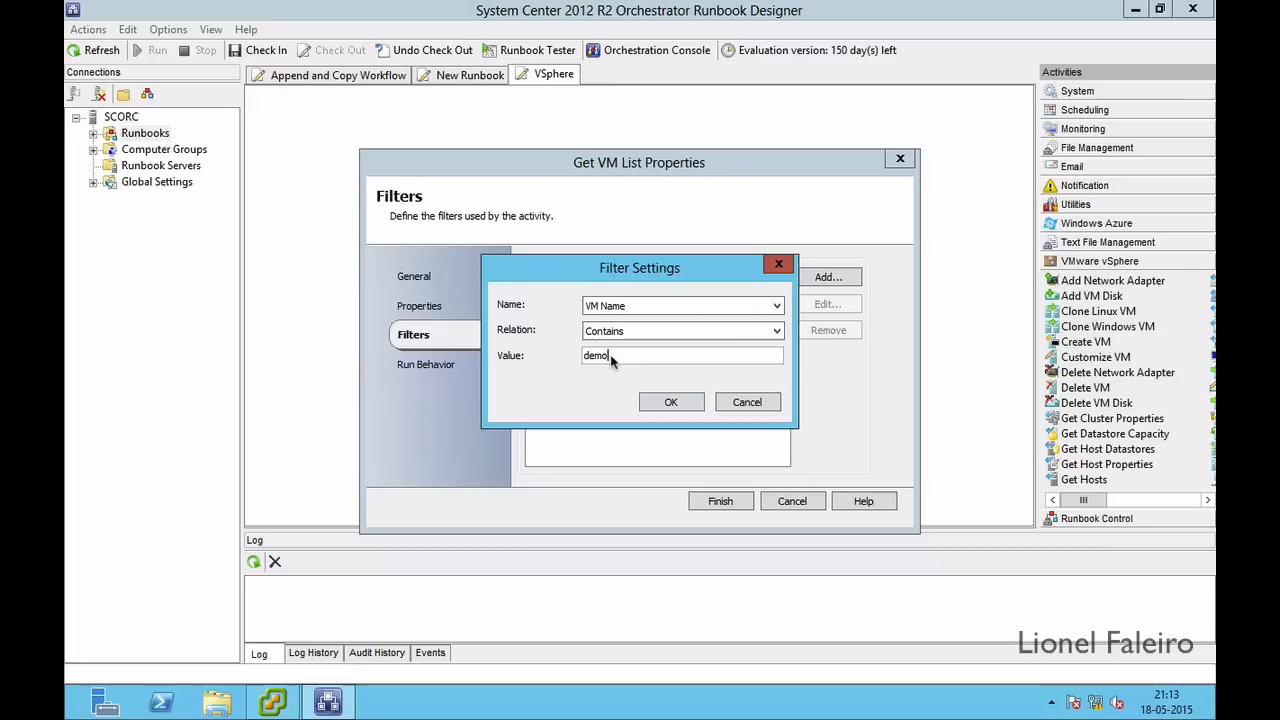 System Center 2012 R2 Orchestrator Runbook Designer
Actions Edit Options View Help
Refresh Run Stop Check In Check Out Undo Check Out Runbook Tester Orchestration Console Evaluation version: 150 day(s) left
Connections
SCORC
Runbooks
Computer Groups
Runbook Servers
Global Settings
Append and Copy Workflow New Runbook VSphere
Get VM List Properties
Filters
Define the filters used by the activity.
General
Properties
Filters
Run Behavior
Add...
Edit...
Remove
Filter Settings
Name: VM Name
Relation: Contains
Value: demo
OK Cancel
Finish Cancel Help
Activities
System
Scheduling
Monitoring
File Management
Email
Notification
Utilities
Windows Azure
Text File Management
VMware vSphere
Add Network Adapter
Add VM Disk
Clone Linux VM
Clone Windows VM
Create VM
Customize VM
Delete Network Adapter
Delete VM
Delete VM Disk
Get Cluster Properties
Get Datastore Capacity
Get Host Datastores
Get Host Properties
Get Hosts
Runbook Control
Log
Log Log History Audit History Events
Lionel Faleiro
21:13
18-05-2015